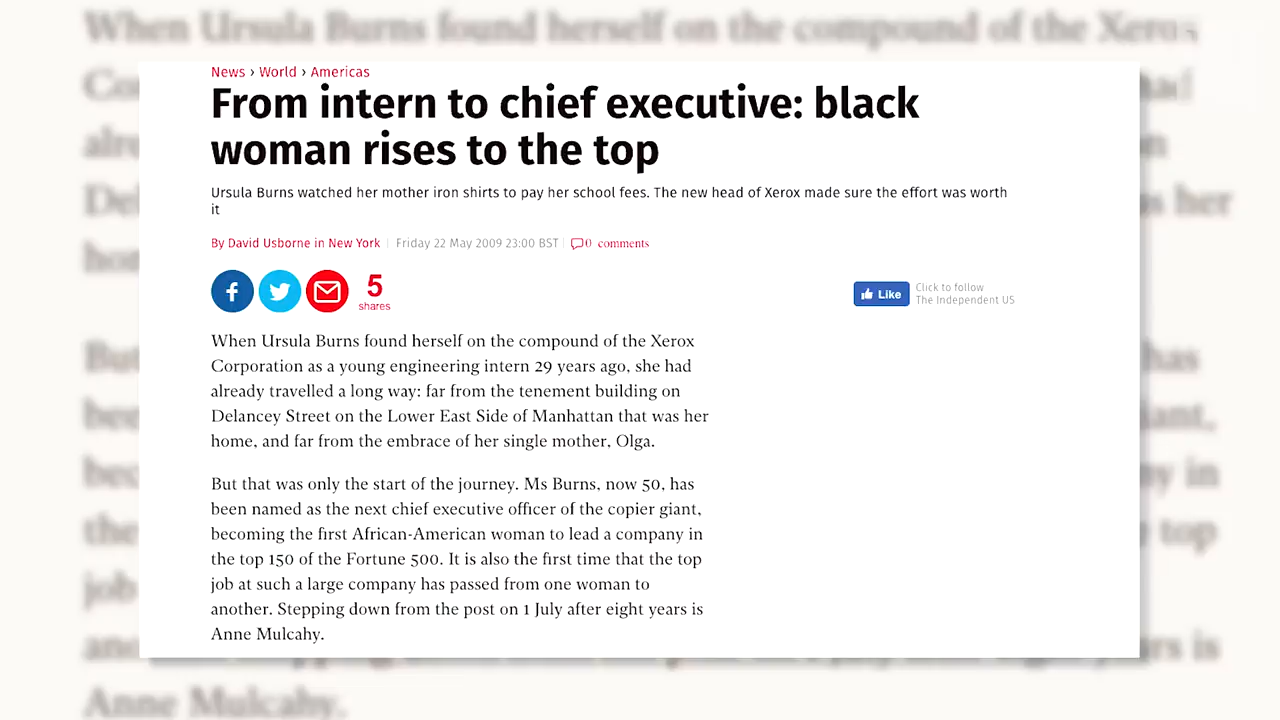 News › World › Americas
From intern to chief executive: black
woman rises to the top
Ursula Burns watched her mother iron shirts to pay her school fees. The new head of Xerox made sure the effort was worth
it
By David Usborne in New York | Friday 22 May 2009 23:00 BST | 0 comments
5
shares
Like
Click to follow
The Independent US
When Ursula Burns found herself on the compound of the Xerox
Corporation as a young engineering intern 29 years ago, she had
already travelled a long way: far from the tenement building on
Delancey Street on the Lower East Side of Manhattan that was her
home, and far from the embrace of her single mother, Olga.
But that was only the start of the journey. Ms Burns, now 50, has
been named as the next chief executive officer of the copier giant,
becoming the first African-American woman to lead a company in
the top 150 of the Fortune 500. It is also the first time that the top
job at such a large company has passed from one woman to
another. Stepping down from the post on 1 July after eight years is
Anne Mulcahy.